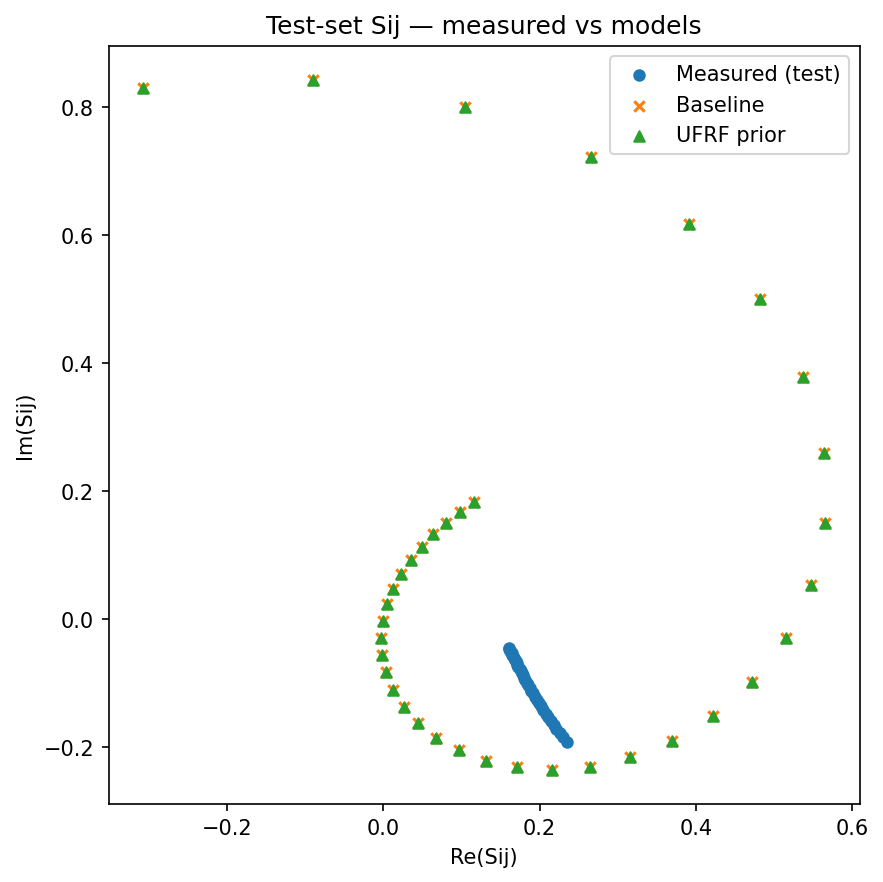 Test-set Sij — measured vs models
Measured (test)
Baseline
UFRF prior
Im(Sij)
0.8
0.6
0.4
0.2
0.0
−0.2
−0.2
0.0
0.2
0.4
0.6
Re(Sij)